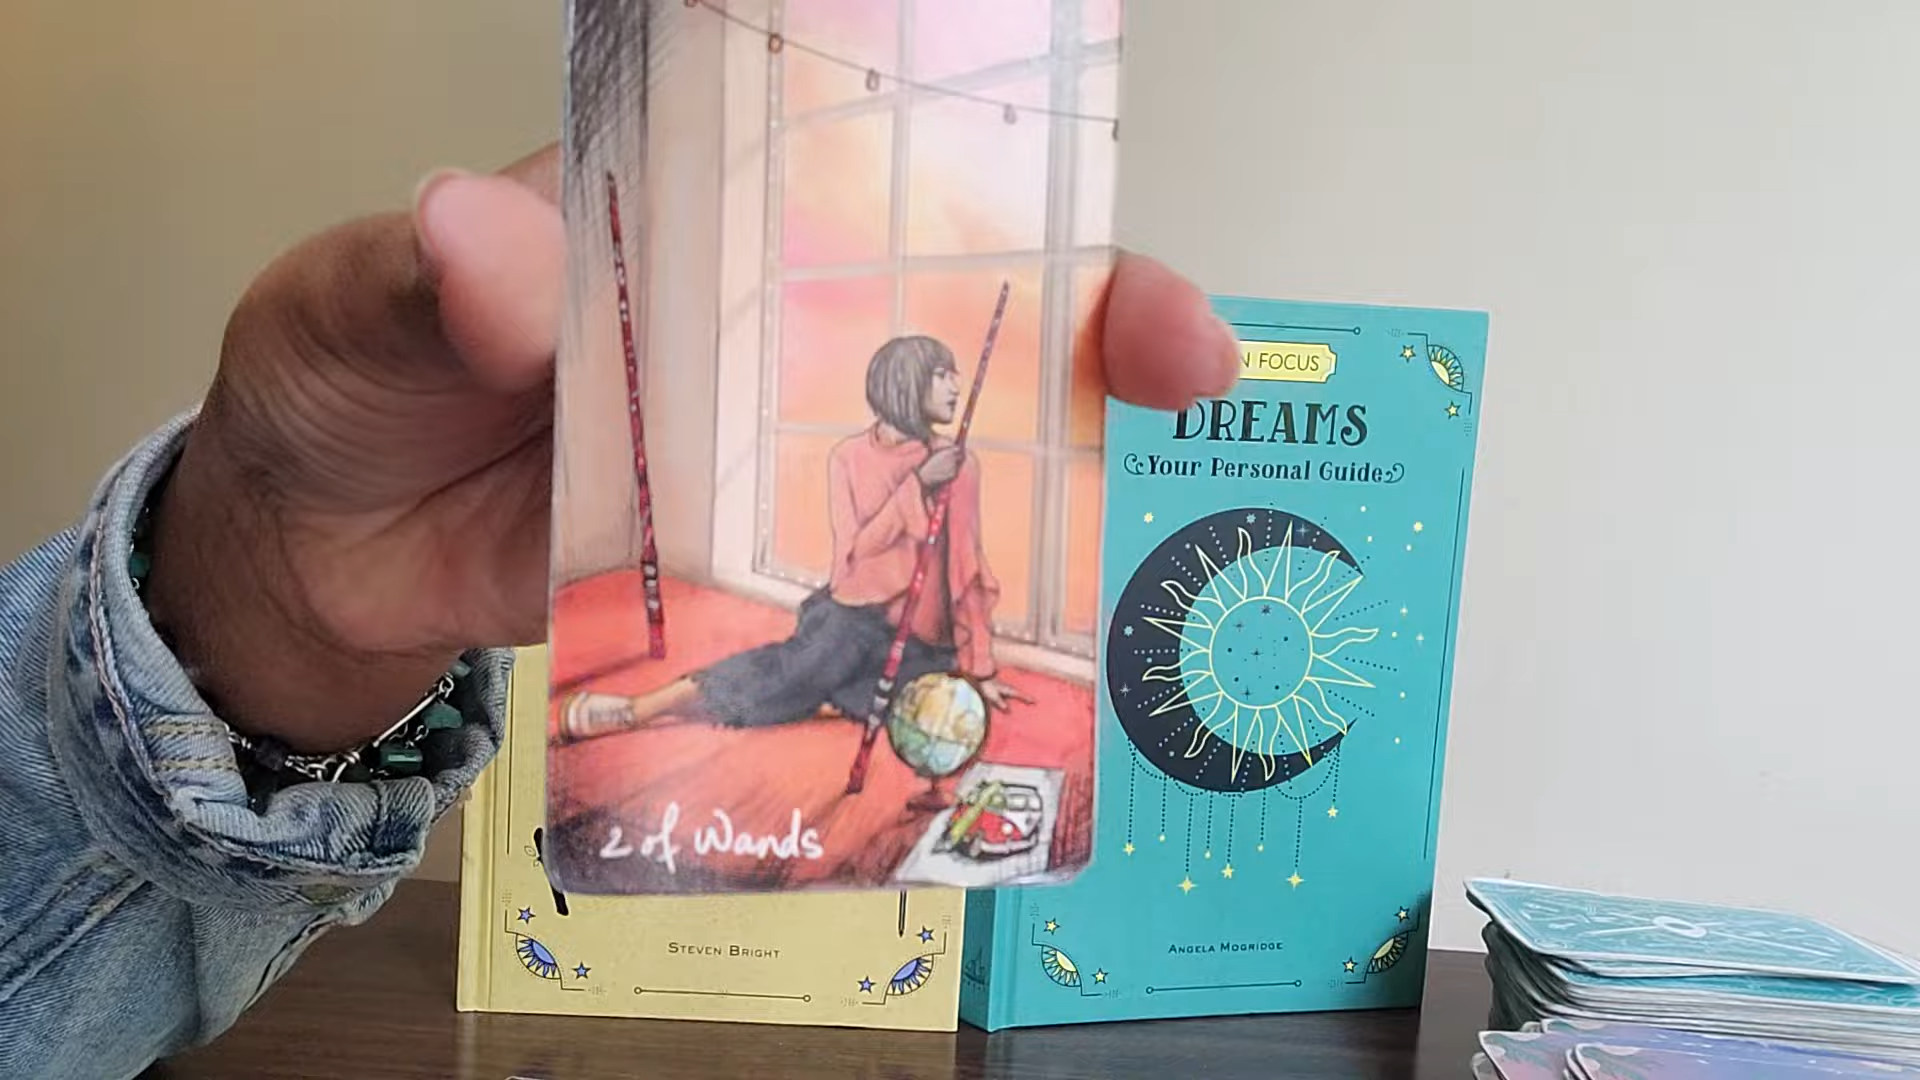 2 of Wands
N FOCUS
DREAMS
Your Personal Guide
STEVEN BRIGHT
ANGELA MOGRIDGE